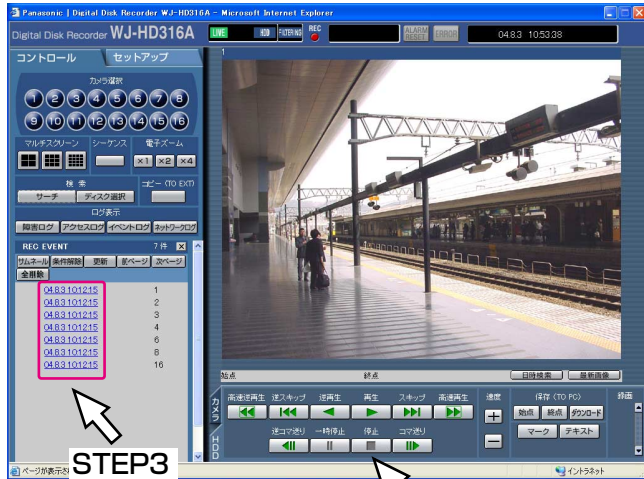 Panasonic | Digital Disk Recorder WJ-HD316A - Microsoft Internet Explorer
Digital Disk Recorder WJ-HD316A
LIVE HDD FILTERING REC ALARM RESET ERROR 04.8.3 10:53:38
コントロール セットアップ
カメラ選択
1 2 3 4 5 6 7 8
9 10 11 12 13 14 15 16
マルチスクリーン シーケンス 電子ズーム
×1 ×2 ×4
検 索 コピー (TO EXT)
サーチ ディスク選択
ログ表示
障害ログ アクセスログ イベントログ ネットワークログ
REC EVENT 7 件 X
サムネール 条件解除 更新 前ページ 次ページ
全削除
04.8.3 10:12:15 1
04.8.3 10:12:15 2
04.8.3 10:12:15 3
04.8.3 10:12:15 4
04.8.3 10:12:15 6
04.8.3 10:12:15 8
04.8.3 10:12:15 16
STEP3
1
始点 終点 日時検索 最新画像
カメラ
HDD
高速逆再生 逆スキップ 逆再生 再生 スキップ 高速再生 速度 保存 (TO PC) 録画
+ 始点 終点 ダウンロード
逆コマ送り 一時停止 停止 コマ送り
− マーク テキスト
ページが表示さ
イントラネット